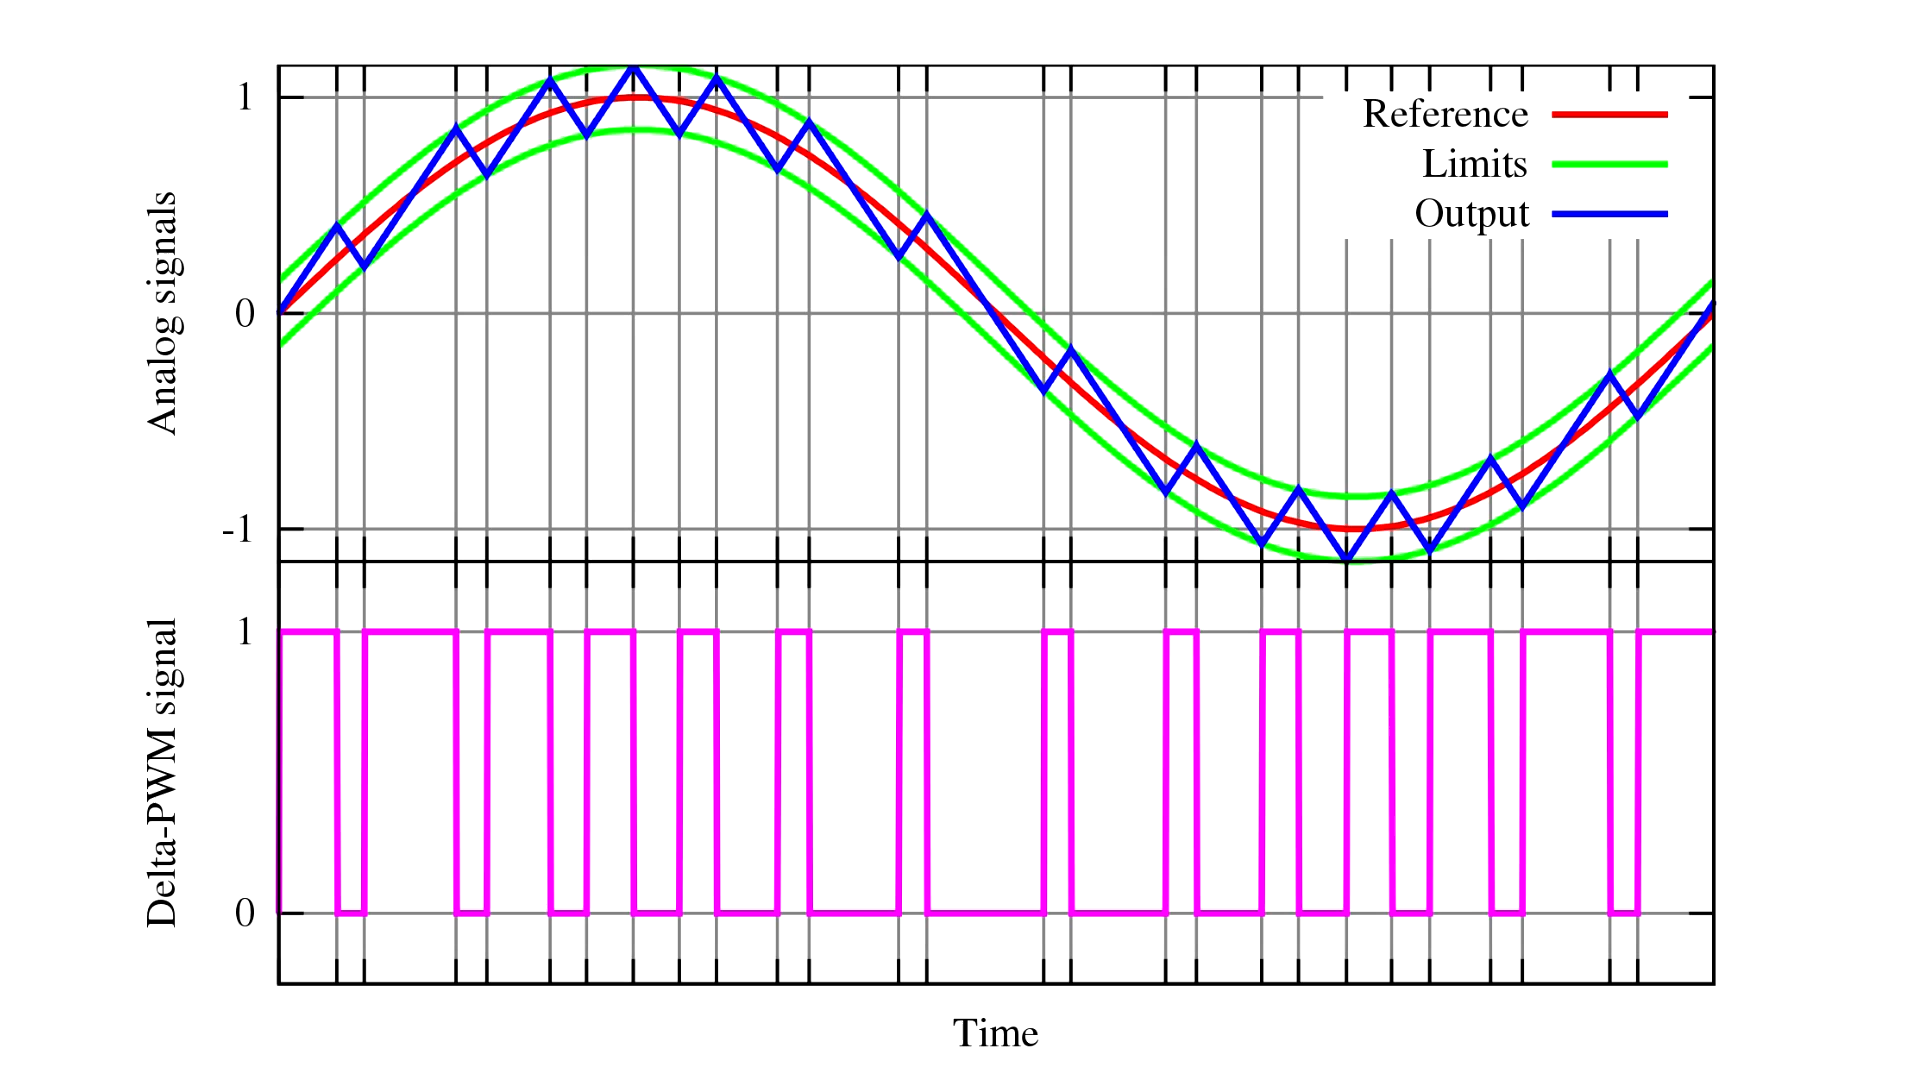 Analog signals
1
0
-1
Reference
Limits
Output
Delta-PWM signal
1
0
Time